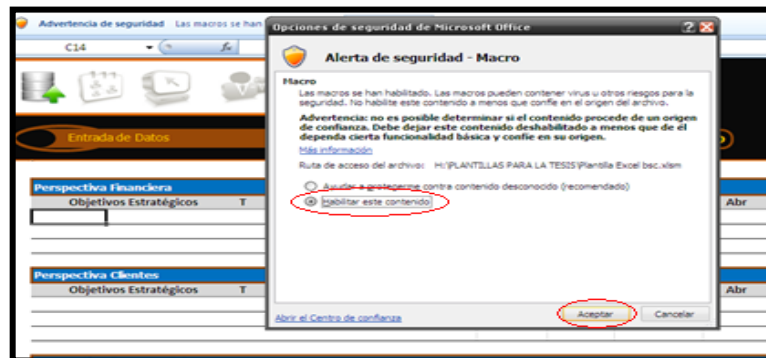 Advertencia de seguridad Las macros se han
C14
fx
Entrada de Datos
Perspectiva Financiera
Objetivos Estratégicos T
Perspectiva Clientes
Objetivos Estratégicos T
Opciones de seguridad de Microsoft Office
Alerta de seguridad - Macro
Macro
Las macros se han habilitado. Las macros pueden contener virus u otros riesgos para la
seguridad. No habilite este contenido a menos que confíe en el origen del archivo.
Advertencia: no es posible determinar si el contenido procede de un origen
de confianza. Debe dejar este contenido deshabilitado a menos que de él
dependa cierta funcionalidad básica y confíe en su origen.
Más información
Ruta de acceso del archivo: H:\PLANTILLAS PARA LA TESIS\Plantilla Excel bsc.xlsm
Ayudar a protegerme contra contenido desconocido (recomendado)
Habilitar este contenido
Abrir el Centro de confianza
Aceptar
Cancelar
Abr
Abr